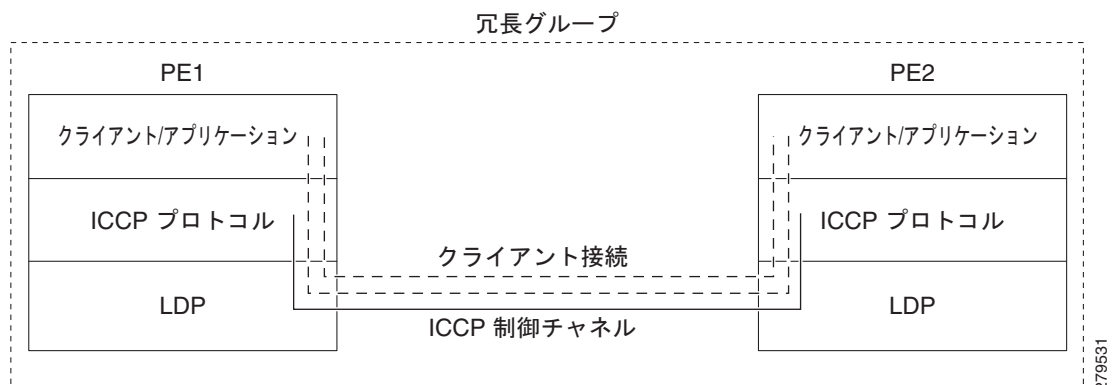 冗長グループ
PE1
PE2
クライアント/アプリケーション
クライアント/アプリケーション
ICCP プロトコル
ICCP プロトコル
クライアント接続
LDP
LDP
ICCP 制御チャネル
279531